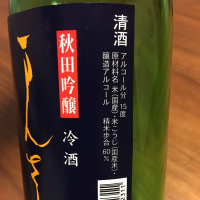 清酒
アルコール分 15度
原材料名 米(国産)・米こうじ(国産米)
醸造アルコール 精米歩合 60%
秋田吟醸
冷酒